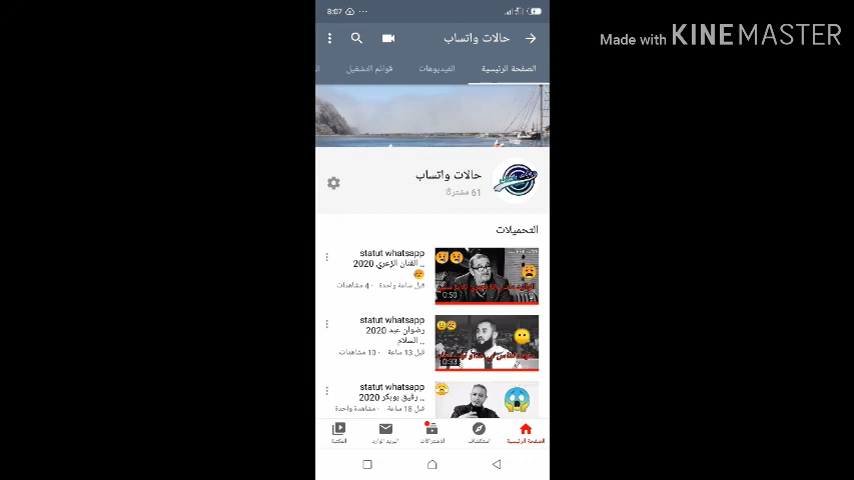 8:07
Made with KINEMASTER
حالات واتساب
الصفحة الرئيسية
الفيديوهات
قوائم التشغيل
حالات واتساب
61 مشتركًا
التحميلات
statut whatsapp
2020 الفنان الزعري ..
قبل ساعة واحدة · 4 مشاهدات
0:50
statut whatsapp
2020 رضوان عبد
السلام ..
قبل 13 ساعة · 10 مشاهدات
0:33
statut whatsapp
2020 رفيق بوبكر ..
قبل 18 ساعة · مشاهدة واحدة
الصفحة الرئيسية
استكشاف
الاشتراكات
البريد الوارد
المكتبة